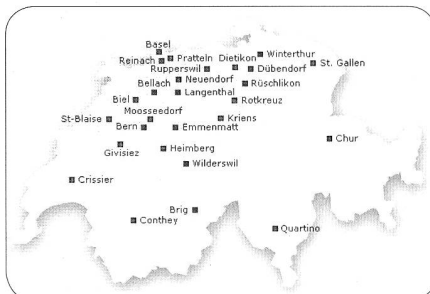 Basel
Winterthur
Pratteln
Dietikon
Reinach
St. Gallen
Rupperswil
Dübendorf
Neuendorf
Rüschlikon
Bellach
Langenthal
Biel
Rotkreuz
Moosseedorf
St-Blaise
Kriens
Bern
Emmenmatt
Chur
Givisiez
Heimberg
Wilderswil
Crissier
Brig
Conthey
Quartino